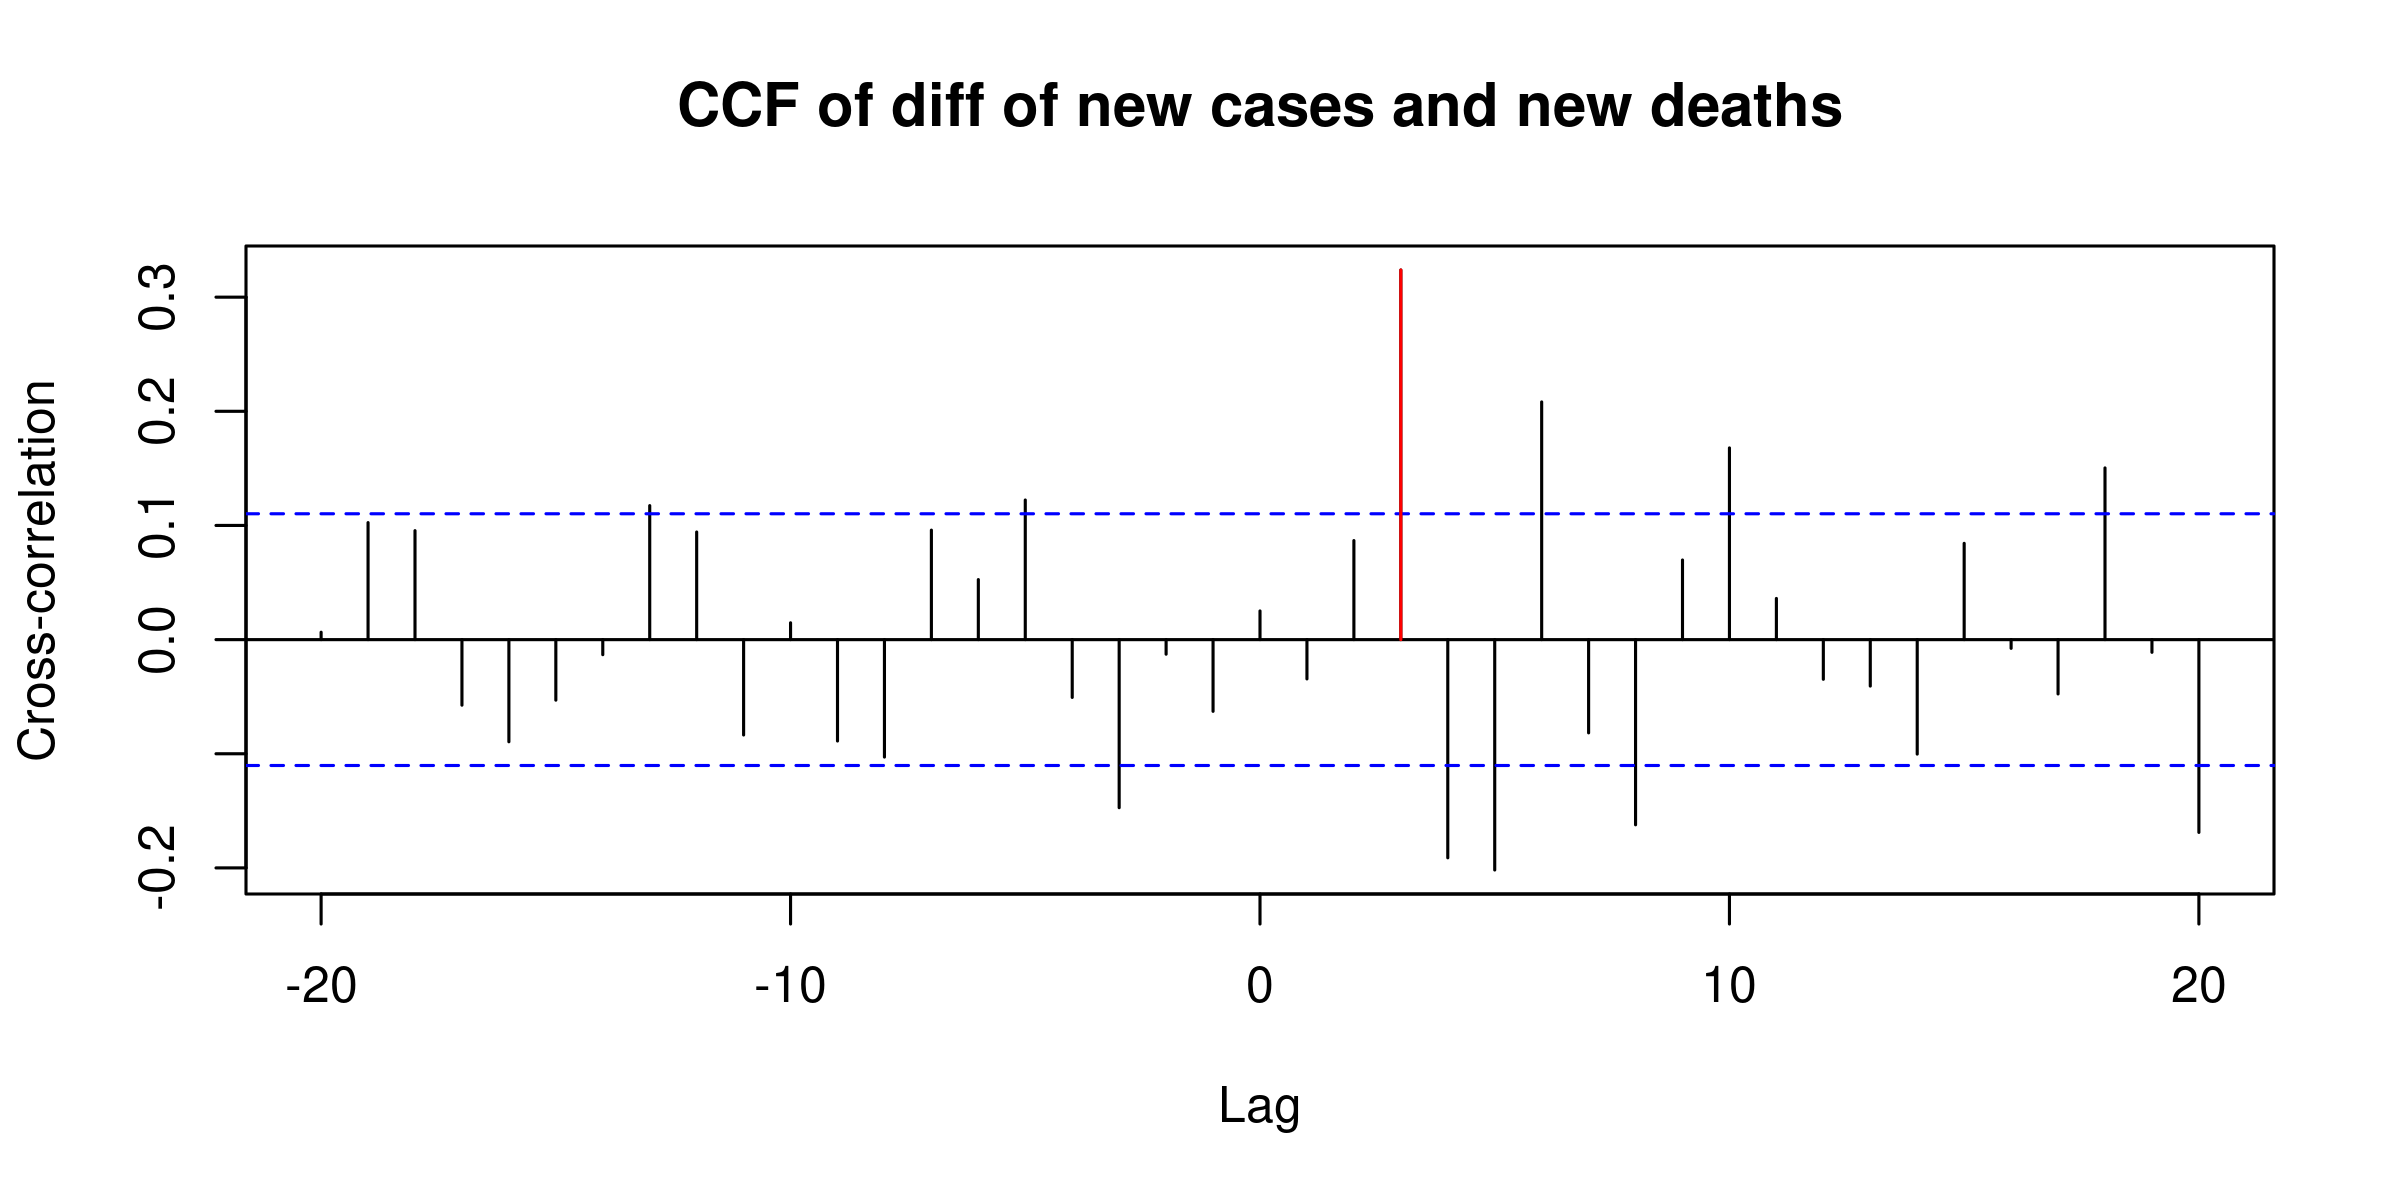 CCF of diff of new cases and new deaths
Cross-correlation
0.3
0.2
0.1
0.0
-0.2
-20 -10 0 10 20
Lag